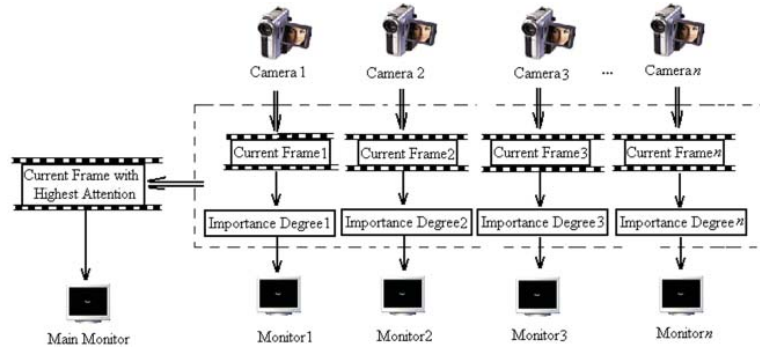 Camera 1
Camera 2
Camera3
...
Cameran
Current Frame1
Current Frame2
Current Frame3
Current Framen
Current Frame with
Highest Attention
Importance Degree1
Importance Degree2
Importance Degree3
Importance Degreen
Main Monitor
Monitor1
Monitor2
Monitor3
Monitorn